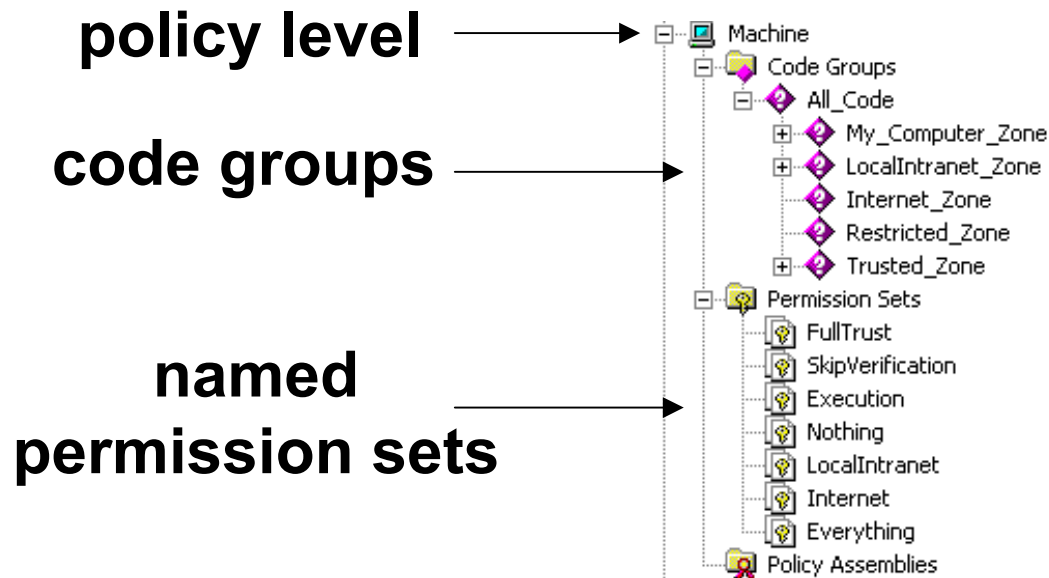 policy level
Machine
Code Groups
All_Code
code groups
My_Computer_Zone
LocalIntranet_Zone
Internet_Zone
Restricted_Zone
Trusted_Zone
Permission Sets
FullTrust
SkipVerification
named
permission sets
Execution
Nothing
LocalIntranet
Internet
Everything
Policy Assemblies